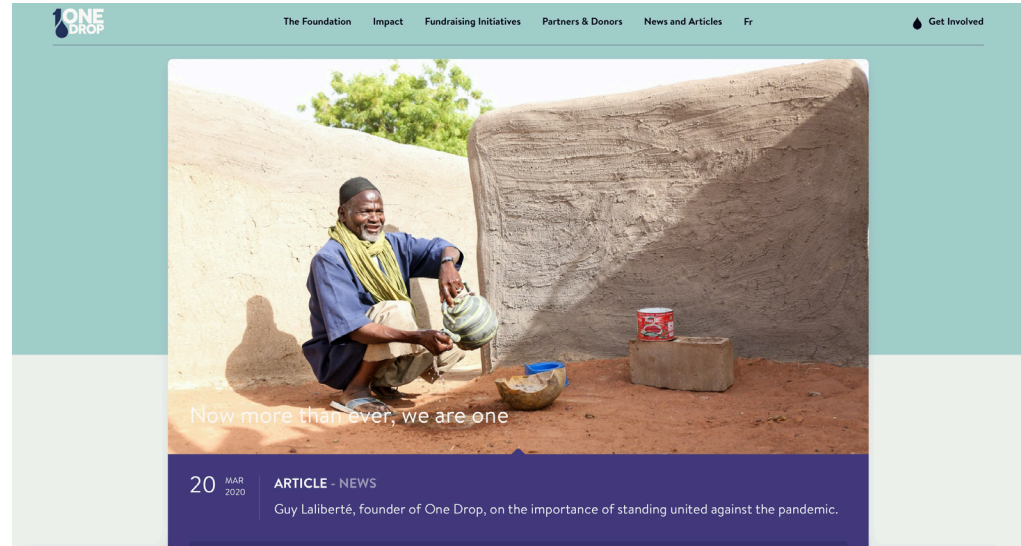 ONE
DROP
The Foundation
Impact
Fundraising Initiatives
Partners & Donors
News and Articles
Fr
Get Involved
Now more than ever, we are one
20 MAR
2020
ARTICLE - NEWS
Guy Laliberté, founder of One Drop, on the importance of standing united against the pandemic.